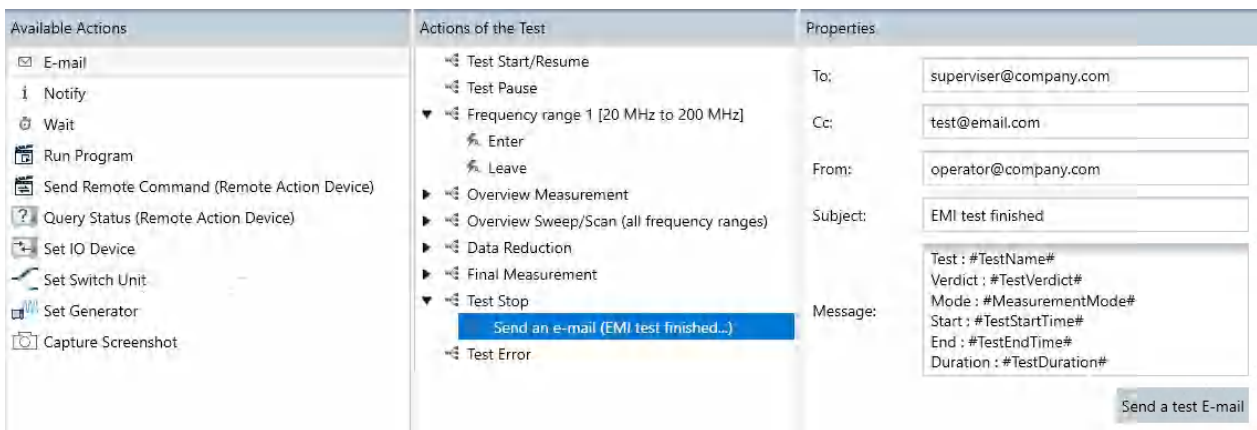 Available Actions
E-mail
Notify
Wait
Run Program
Send Remote Command (Remote Action Device)
Query Status (Remote Action Device)
Set IO Device
Set Switch Unit
Set Generator
Capture Screenshot
Actions of the Test
Test Start/Resume
Test Pause
Frequency range 1 [20 MHz to 200 MHz]
Enter
Leave
Overview Measurement
Overview Sweep/Scan (all frequency ranges)
Data Reduction
Final Measurement
Test Stop
Send an e-mail (EMI test finished...)
Test Error
Properties
To: superviser@company.com
Cc: test@email.com
From: operator@company.com
Subject: EMI test finished
Message:
Test : #TestName#
Verdict : #TestVerdict#
Mode : #MeasurementMode#
Start : #TestStartTime#
End : #TestEndTime#
Duration : #TestDuration#
Send a test E-mail